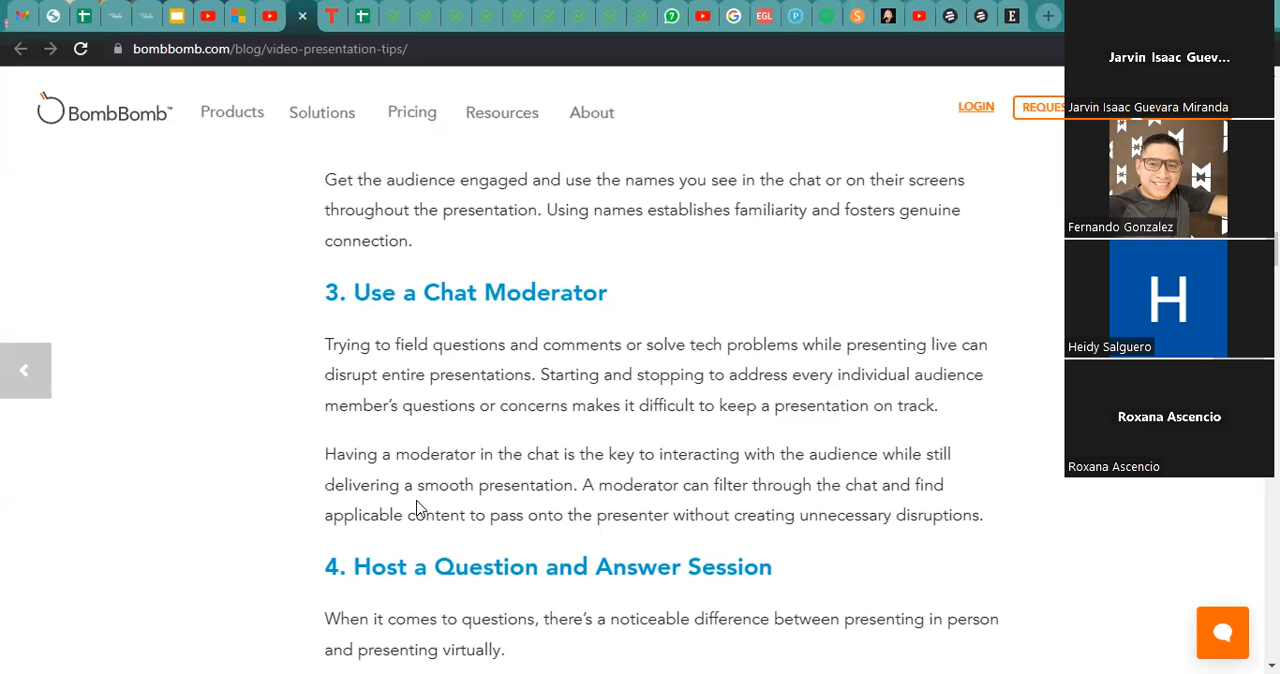 7
EGL
P
S
E
bombbomb.com/blog/video-presentation-tips/
BombBomb™
Products
Solutions
Pricing
Resources
About
LOGIN
REQUES
Get the audience engaged and use the names you see in the chat or on their screens
throughout the presentation. Using names establishes familiarity and fosters genuine
connection.
3. Use a Chat Moderator
Trying to field questions and comments or solve tech problems while presenting live can
disrupt entire presentations. Starting and stopping to address every individual audience
member's questions or concerns makes it difficult to keep a presentation on track.
Having a moderator in the chat is the key to interacting with the audience while still
delivering a smooth presentation. A moderator can filter through the chat and find
applicable content to pass onto the presenter without creating unnecessary disruptions.
4. Host a Question and Answer Session
When it comes to questions, there's a noticeable difference between presenting in person
and presenting virtually.
Jarvin Isaac Guev...
Jarvin Isaac Guevara Miranda
Fernando Gonzalez
H
Heidy Salguero
Roxana Ascencio
Roxana Ascencio